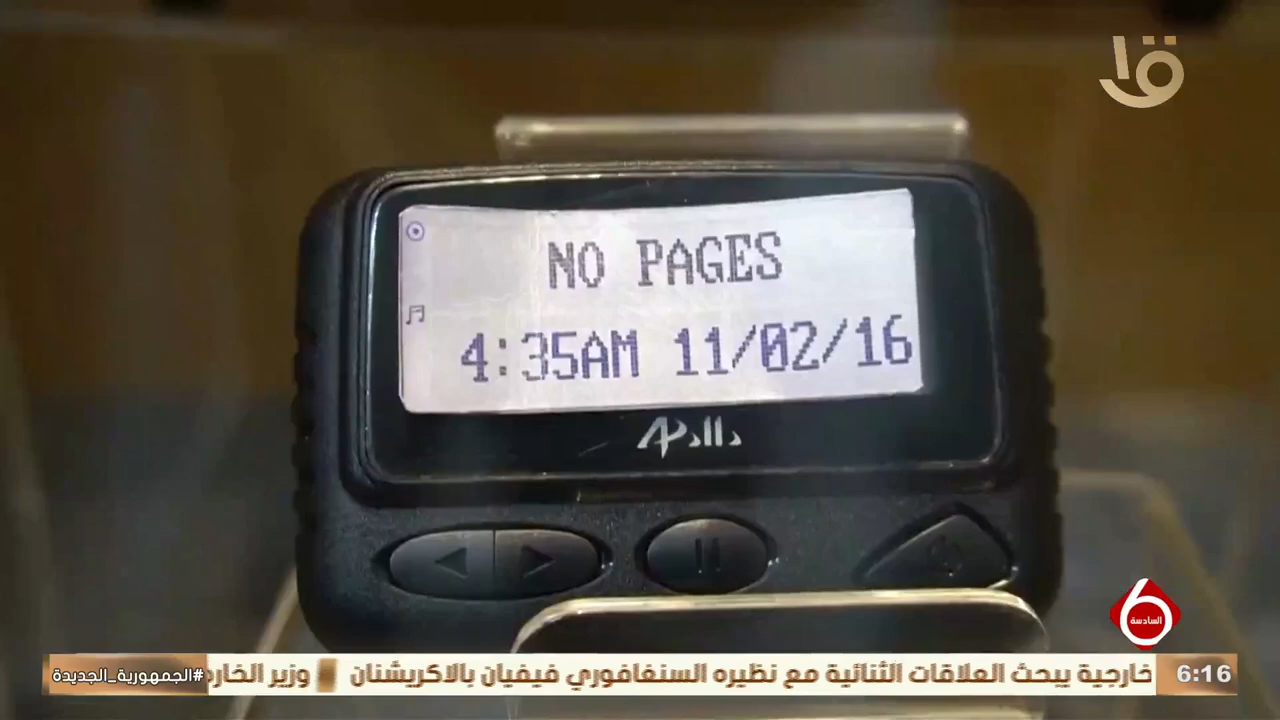 NO PAGES
4:35AM 11/02/16
Apollo
السادسة
#الجمهورية_الجديدة
خارجية يبحث العلاقات الثنائية مع نظيره السنغافوري فيفيان بالاكريشنان
وزير الخار
6:16